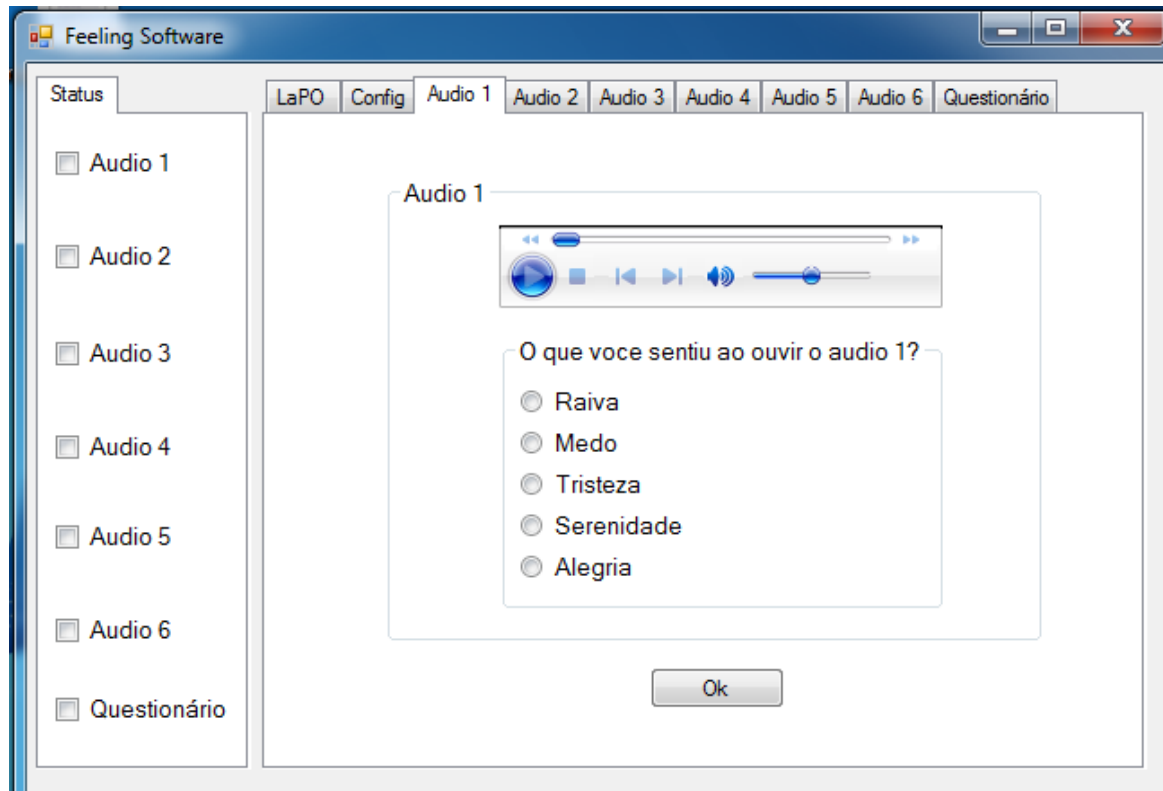 Feeling Software
Status
LaPO Config Audio 1 Audio 2 Audio 3 Audio 4 Audio 5 Audio 6 Questionário
Audio 1
Audio 2
Audio 3
Audio 4
Audio 5
Audio 6
Questionário
Audio 1
O que voce sentiu ao ouvir o audio 1?
Raiva
Medo
Tristeza
Serenidade
Alegria
Ok